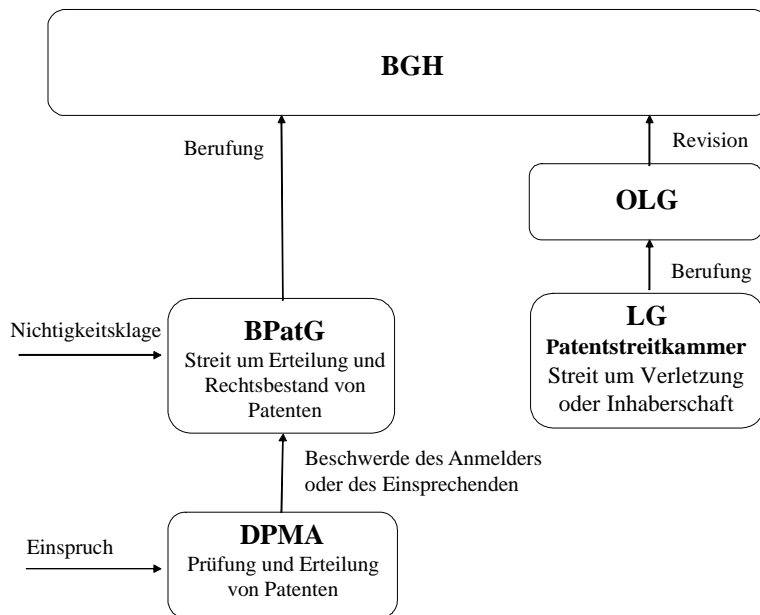 BGH
Berufung
Revision
OLG
Berufung
Nichtigkeitsklage
BPatG
Streit um Erteilung und
Rechtsbestand von
Patenten
LG
Patentstreitkammer
Streit um Verletzung
oder Inhaberschaft
Beschwerde des Anmelders
oder des Einsprechenden
Einspruch
DPMA
Prüfung und Erteilung
von Patenten